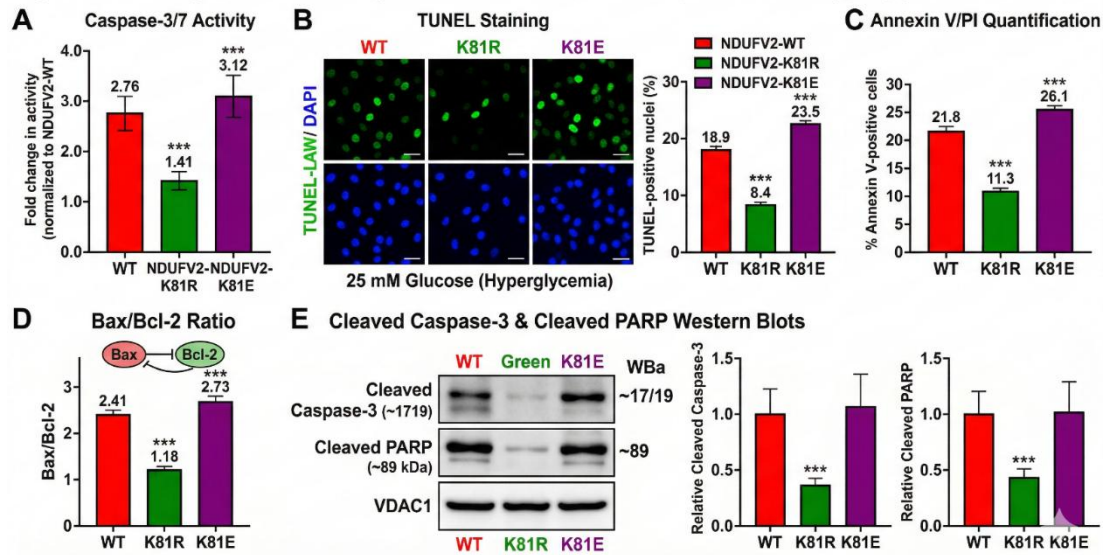 A Caspase-3/7 Activity
Fold change in activity
(normalized to NDUFV2-WT)
4.0
3.0
2.0
1.0
0.0
2.76
***
1.41
***
3.12
WT NDUFV2-K81R NDUFV2-K81E
B TUNEL Staining
WT K81R K81E
TUNEL-LAW/ DAPI
25 mM Glucose (Hyperglycemia)
NDUFV2-WT
NDUFV2-K81R
NDUFV2-K81E
TUNEL-positive nuclei (%)
30
20
10
0
18.9
***
8.4
***
23.5
WT K81R K81E
C Annexin V/PI Quantification
% Annexin V-positive cells
25
20
15
10
5
0
21.8
***
11.3
***
26.1
WT K81R K81E
D Bax/Bcl-2 Ratio
Bax Bcl-2
Bax/Bcl-2
2
1
0
2.41
***
1.18
***
2.73
WT K81R K81E
E Cleaved Caspase-3 & Cleaved PARP Western Blots
WT Green K81E WBa
Cleaved
Caspase-3 (~1719)
~17/19
Cleaved PARP
(~89 kDa)
~89
VDAC1
WT K81R K81E
Relative Cleaved Caspase-3
1.5
1.0
0.5
0.0
***
WT K81R K81E
Relative Cleaved PARP
1.5
1.0
0.5
0.0
***
WT K81R K81E